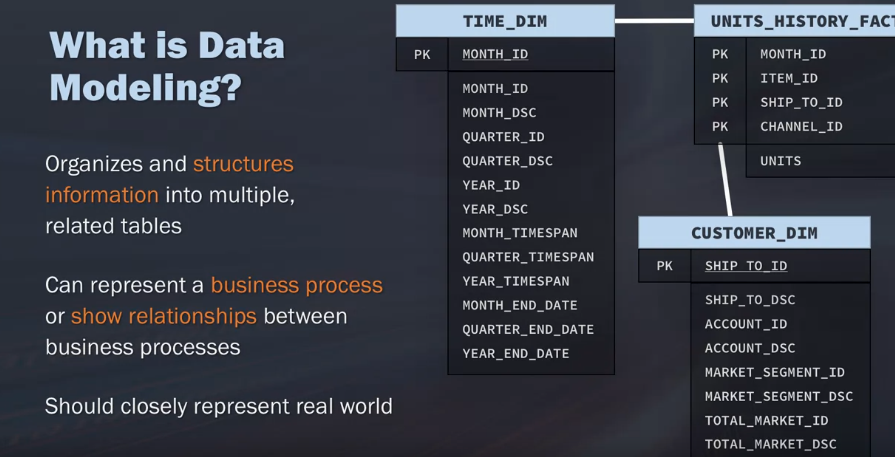 What is Data
Modeling?
Organizes and structures
information into multiple,
related tables
Can represent a business process
or show relationships between
business processes
Should closely represent real world
TIME_DIM
PK MONTH_ID
MONTH_ID
MONTH_DSC
QUARTER_ID
QUARTER_DSC
YEAR_ID
YEAR_DSC
MONTH_TIMESPAN
QUARTER_TIMESPAN
YEAR_TIMESPAN
MONTH_END_DATE
QUARTER_END_DATE
YEAR_END_DATE
UNITS_HISTORY_FACT
PK MONTH_ID
PK ITEM_ID
PK SHIP_TO_ID
PK CHANNEL_ID
UNITS
CUSTOMER_DIM
PK SHIP_TO_ID
SHIP_TO_DSC
ACCOUNT_ID
ACCOUNT_DSC
MARKET_SEGMENT_ID
MARKET_SEGMENT_DSC
TOTAL_MARKET_ID
TOTAL_MARKET_DSC